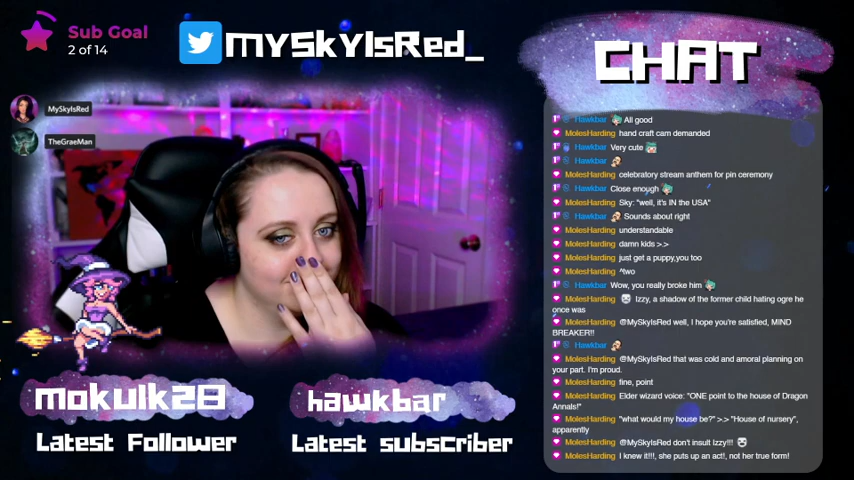 Sub Goal
2 of 14
MYSkyIsRed_
CHAT
MySkyIsRed
TheGraeMan
Hawkbar All good
MolesHarding hand craft cam demanded
Hawkbar Very cute
Hawkbar
MolesHarding celebratory stream anthem for pin ceremony
Hawkbar Close enough
MolesHarding Sky: "well, it's IN the USA"
Hawkbar Sounds about right
MolesHarding understandable
MolesHarding damn kids >.>
MolesHarding just get a puppy,you too
MolesHarding ^two
Hawkbar Wow, you really broke him
MolesHarding Izzy, a shadow of the former child hating ogre he
once was
MolesHarding @MySkyIsRed well, I hope you're satisfied, MIND
BREAKER!!
Hawkbar
MolesHarding @MySkyIsRed that was cold and amoral planning on
your part. I'm proud.
MolesHarding fine, point
MolesHarding Elder wizard voice: "ONE point to the house of Dragon
Annals!"
MolesHarding "what would my house be?" >.> "House of nursery",
apparently
MolesHarding @MySkyIsRed don't insult Izzy!!!
MolesHarding I knew it!!!, she puts up an act!, not her true form!
mokulk28
Latest Follower
hawkbar
Latest subscriber